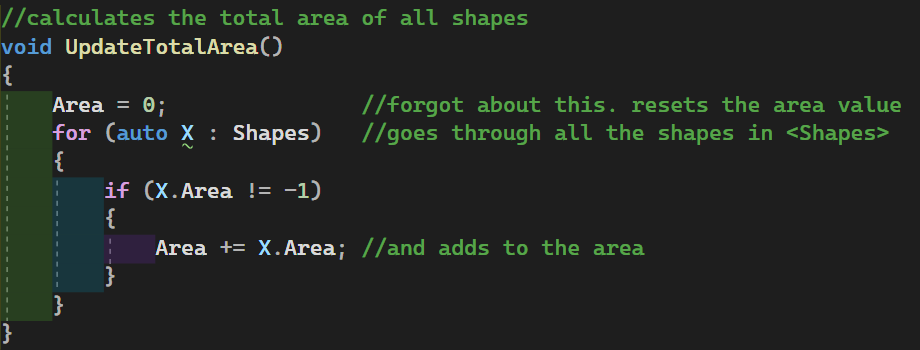 //calculates the total area of all shapes
void UpdateTotalArea()
{
Area = 0; //forgot about this. resets the area value
for (auto X : Shapes) //goes through all the shapes in <Shapes>
{
if (X.Area != -1)
{
Area += X.Area; //and adds to the area
}
}
}